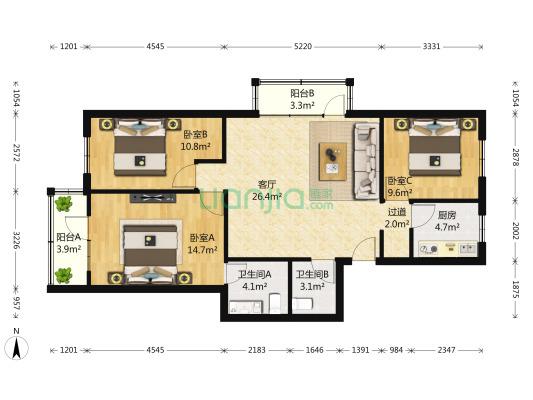 1201 4545 5220 3331
阳台B
3.3m²
1054 1054
卧室B
10.8m²
2572 2878
客厅
26.4m²
卧室C
9.6m²
lianjia.com
链家
过道
2.0m²
厨房
4.7m²
阳台A
3.9m²
卧室A
14.7m²
3226 2002
卫生间A
4.1m²
卫生间B
3.1m²
957 1875
N
1201 4545 2183 1646 1391 984 2347